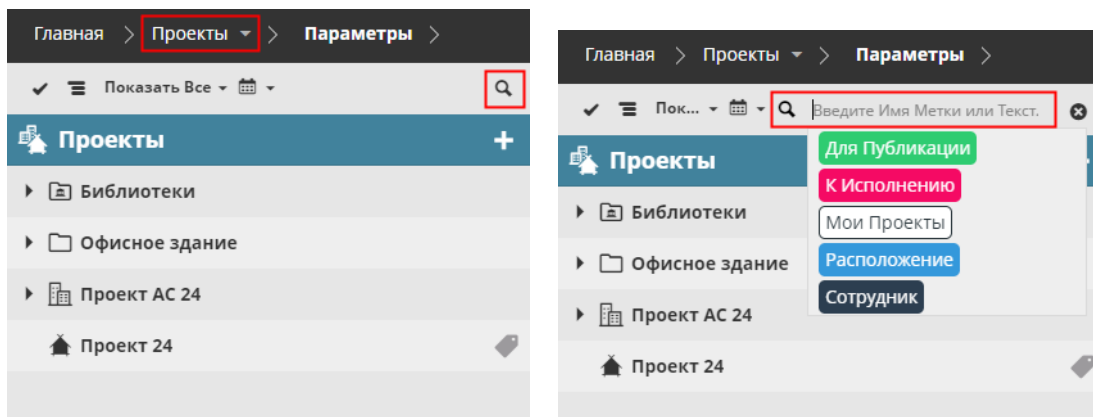 Главная Проекты Параметры
Показать Все
Проекты
Библиотеки
Офисное здание
Проект АС 24
Проект 24
Главная Проекты Параметры
Пок... Введите Имя Метки или Текст.
Проекты
Для Публикации
К Исполнению
Мои Проекты
Расположение
Сотрудник
Библиотеки
Офисное здание
Проект АС 24
Проект 24